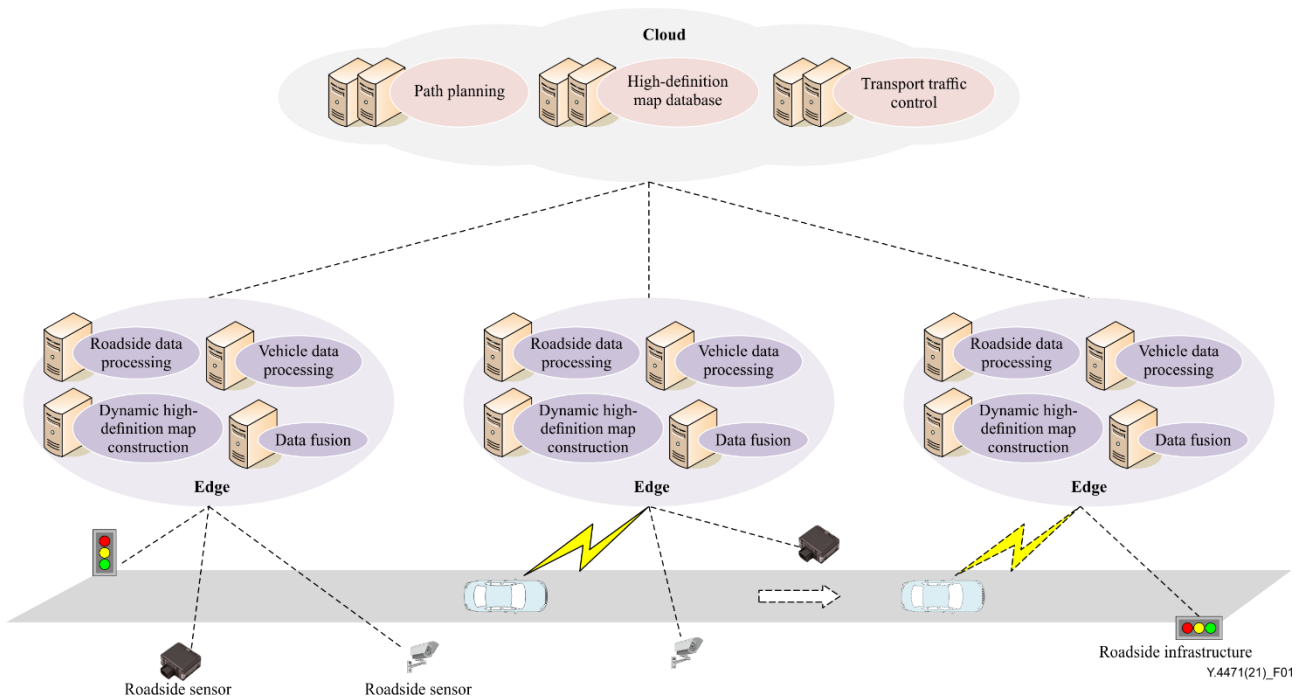 Cloud
Path planning
High-definition
map database
Transport traffic
control
Roadside data
processing
Vehicle data
processing
Dynamic high-
definition map
construction
Data fusion
Edge
Roadside data
processing
Vehicle data
processing
Dynamic high-
definition map
construction
Data fusion
Edge
Roadside data
processing
Vehicle data
processing
Dynamic high-
definition map
construction
Data fusion
Edge
Roadside sensor
Roadside sensor
Roadside infrastructure
Y.4471(21)_F01